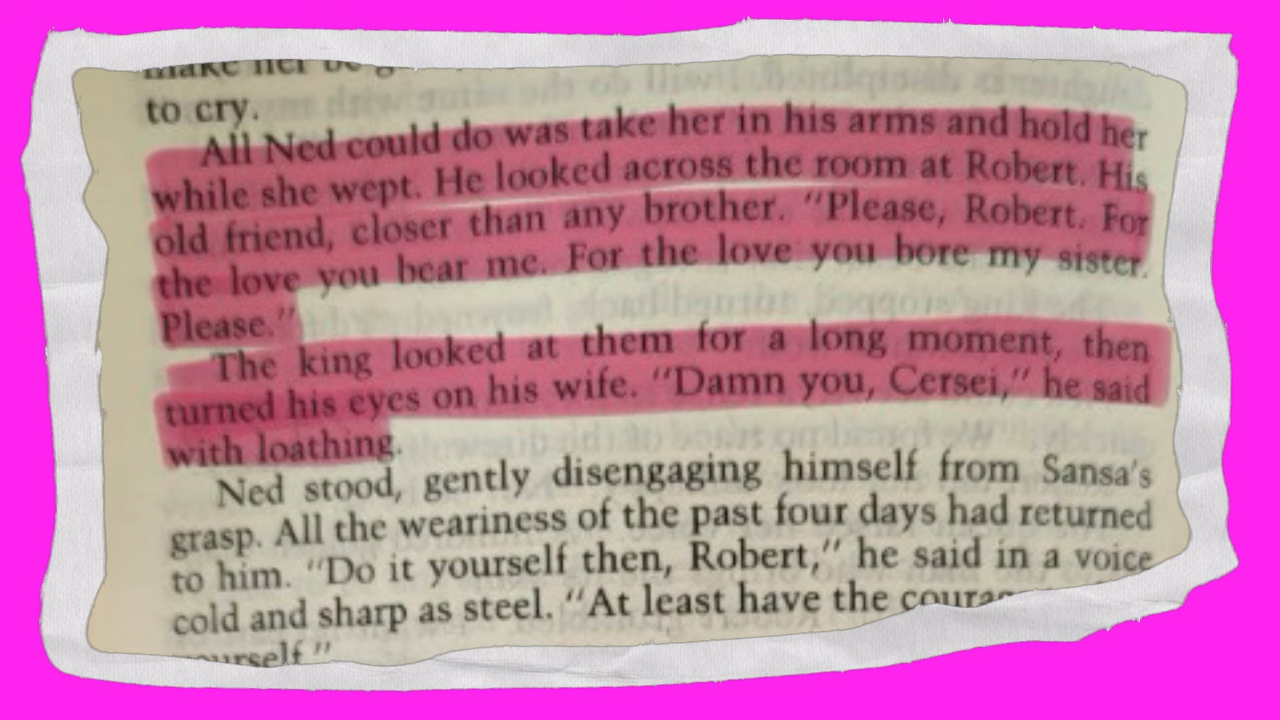 make her be g
to cry.
All Ned could do was take her in his arms and hold her
while she wept. He looked across the room at Robert. His
old friend, closer than any brother. “Please, Robert. For
the love you bear me. For the love you bore my sister.
Please.”
The king looked at them for a long moment, then
turned his eyes on his wife. “Damn you, Cersei,” he said
with loathing.
Ned stood, gently disengaging himself from Sansa's
grasp. All the weariness of the past four days had returned
to him. “Do it yourself then, Robert,” he said in a voice
cold and sharp as steel. “At least have the courag
yourself.”